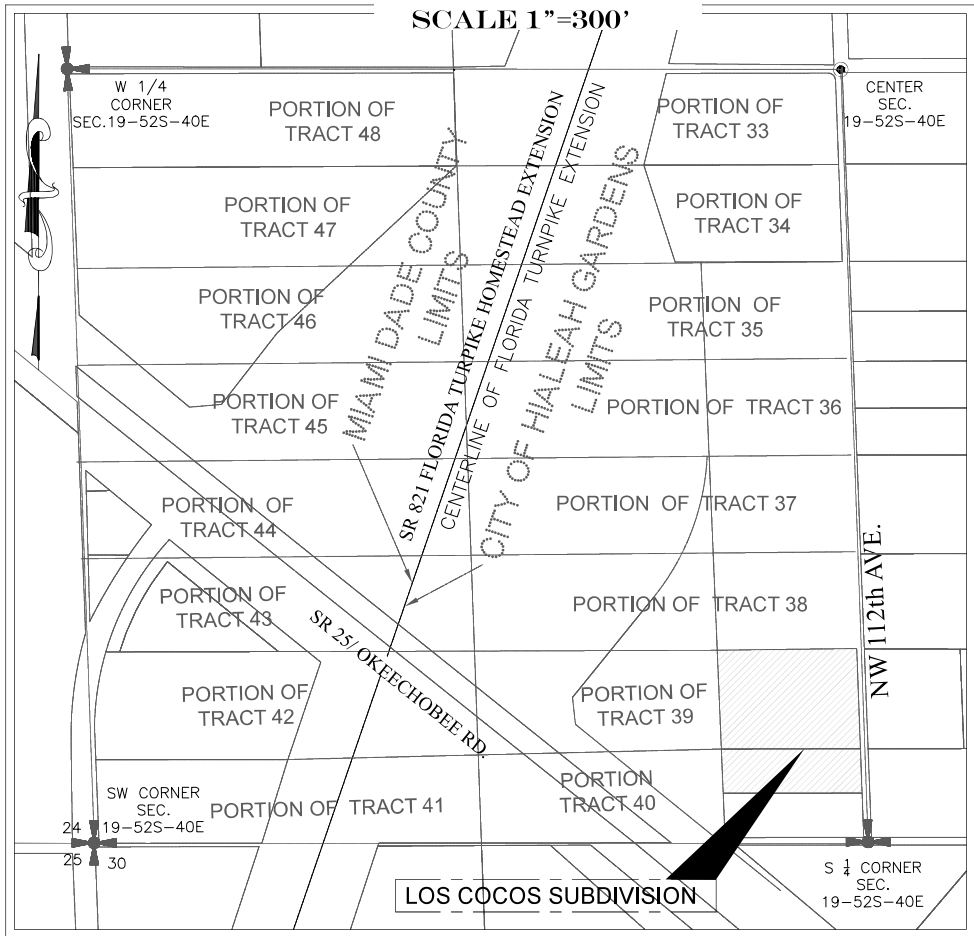 SCALE 1"=300'
W 1/4
CORNER
SEC.19-52S-40E
PORTION OF
TRACT 48
PORTION OF
TRACT 33
CENTER
SEC.
19-52S-40E
PORTION OF
TRACT 47
PORTION OF
TRACT 34
PORTION OF
TRACT 46
PORTION OF
TRACT 35
MIAMI DADE COUNTY
LIMITS
SR 821 FLORIDA TURPIKE HOMESTEAD EXTENSION
CENTERLINE OF FLORIDA TURNPIKE EXTENSION
CITY OF HIALEAH GARDENS
LIMITS
PORTION OF
TRACT 45
PORTION OF TRACT 36
PORTION OF
TRACT 44
PORTION OF TRACT 37
PORTION OF
TRACT 43
PORTION OF TRACT 38
SR 25/ OKEECHOBEE RD.
NW 112th AVE.
PORTION OF
TRACT 42
PORTION OF
TRACT 39
SW CORNER
SEC.
19-52S-40E
24
25
30
PORTION OF TRACT 41
PORTION
TRACT 40
S 1/4 CORNER
SEC.
19-52S-40E
LOS COCOS SUBDIVISION